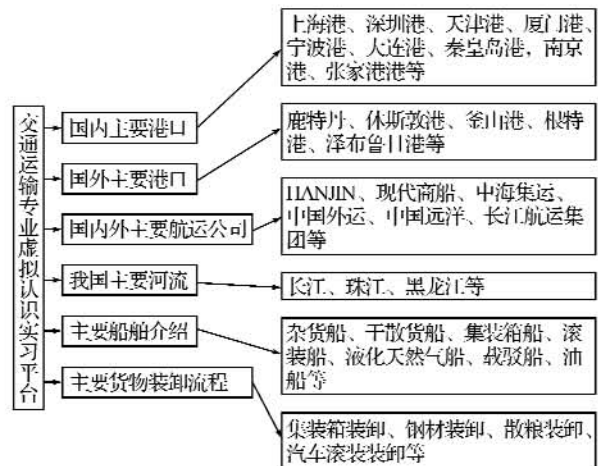 交通运输专业虚拟认识实习平台
国内主要港口
上海港、深圳港、天津港、厦门港、
宁波港、大连港、秦皇岛港，南京
港、张家港港等
国外主要港口
鹿特丹、休斯敦港、釜山港、根特
港、泽布鲁日港等
国内外主要航运公司
HANJIN、现代商船、中海集运、
中国外运、中国远洋、长江航运集
团等
我国主要河流
长江、珠江、黑龙江等
主要船舶介绍
杂货船、干散货船、集装箱船、滚
装船、液化天然气船、载驳船、油
船等
主要货物装卸流程
集装箱装卸、钢材装卸、散粮装卸、
汽车滚装装卸等